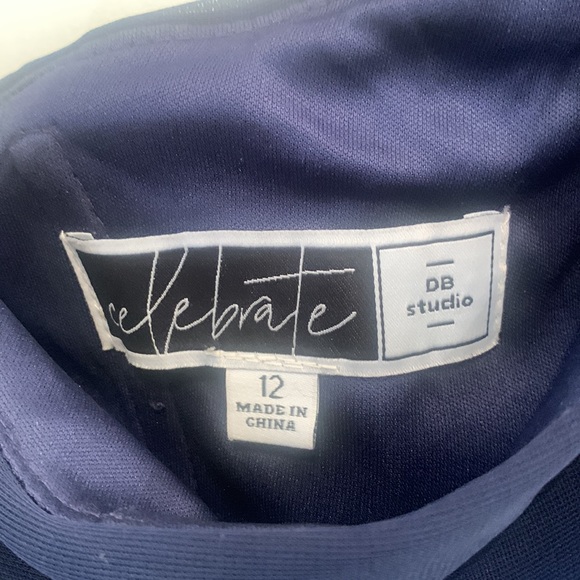 celebrate
DB
studio
12
MADE IN
CHINA